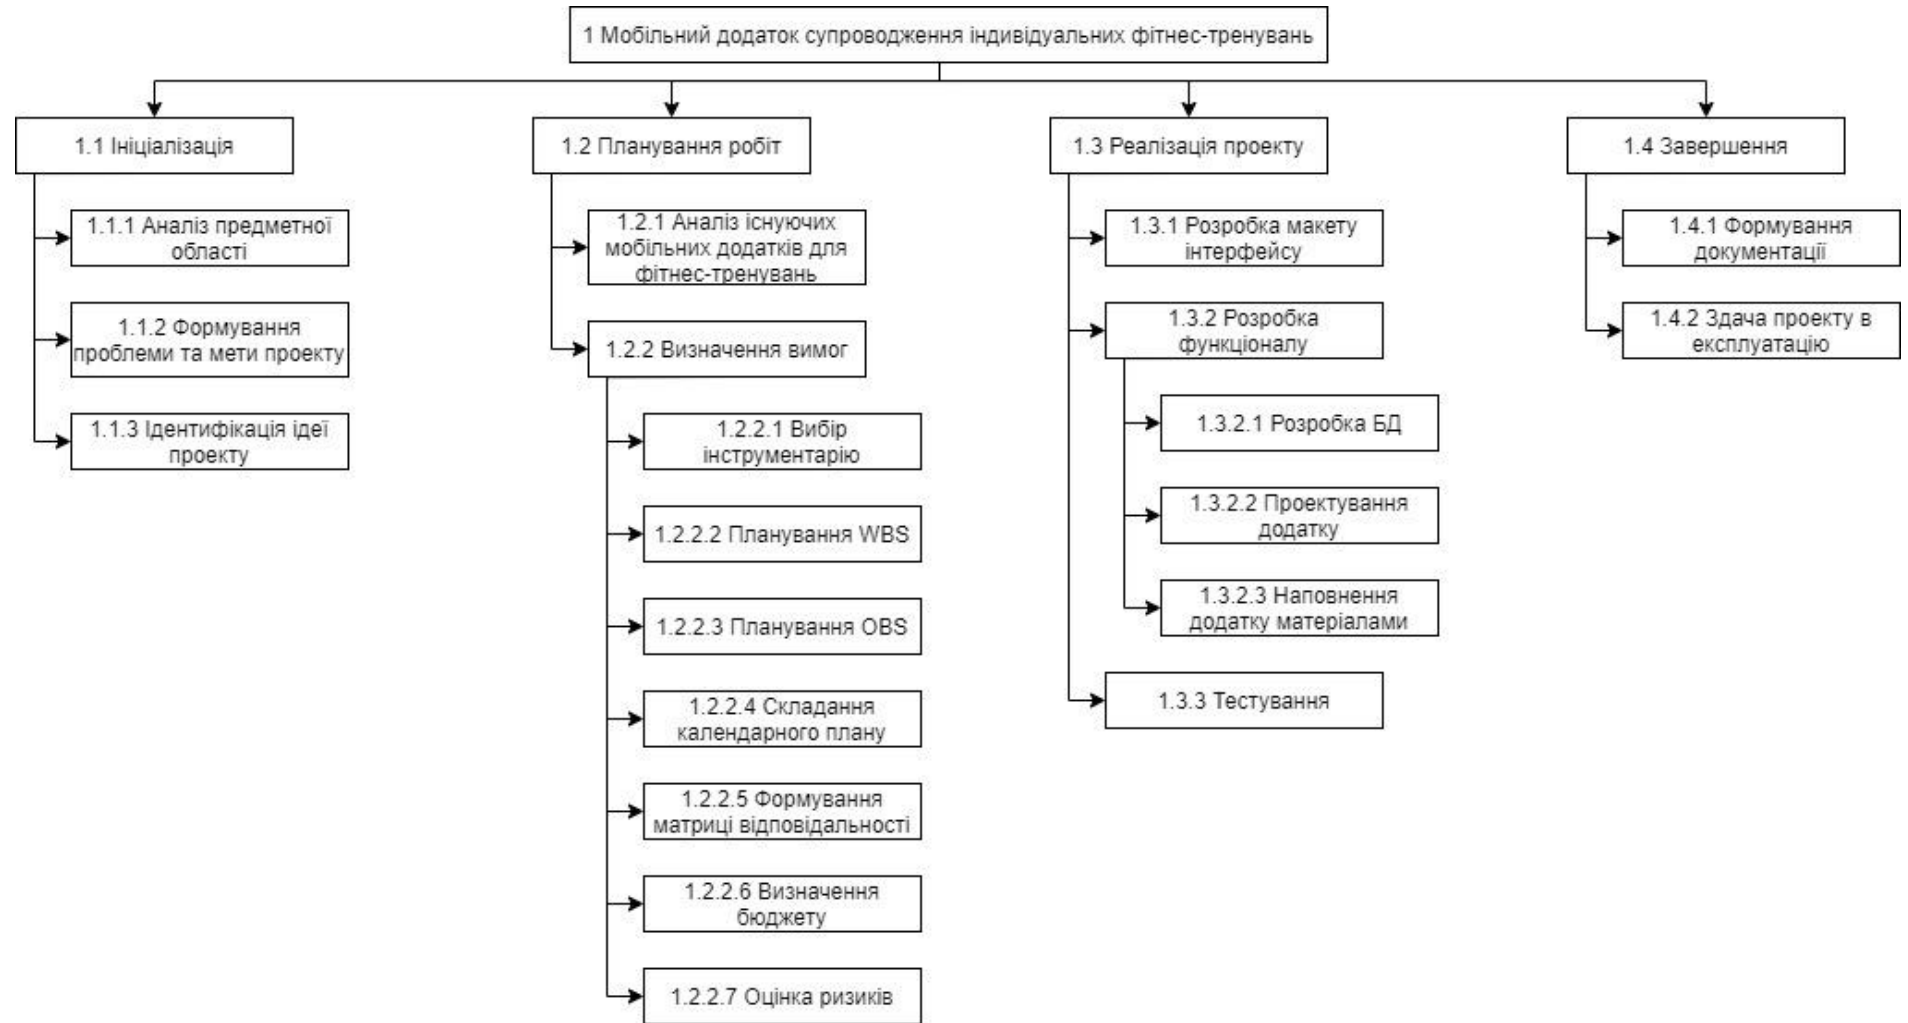 1 Мобільний додаток супроводження індивідуальних фітнес-тренувань
1.1 Ініціалізація
1.1.1 Аналіз предметної
області
1.1.2 Формування
проблеми та мети проекту
1.1.3 Ідентифікація ідеї
проекту
1.2 Планування робіт
1.2.1 Аналіз існуючих
мобільних додатків для
фітнес-тренувань
1.2.2 Визначення вимог
1.2.2.1 Вибір
інструментарію
1.2.2.2 Планування WBS
1.2.2.3 Планування OBS
1.2.2.4 Складання
календарного плану
1.2.2.5 Формування
матриці відповідальності
1.2.2.6 Визначення
бюджету
1.2.2.7 Оцінка ризиків
1.3 Реалізація проекту
1.3.1 Розробка макету
інтерфейсу
1.3.2 Розробка
функціоналу
1.3.2.1 Розробка БД
1.3.2.2 Проектування
додатку
1.3.2.3 Наповнення
додатку матеріалами
1.3.3 Тестування
1.4 Завершення
1.4.1 Формування
документації
1.4.2 Здача проекту в
експлуатацію